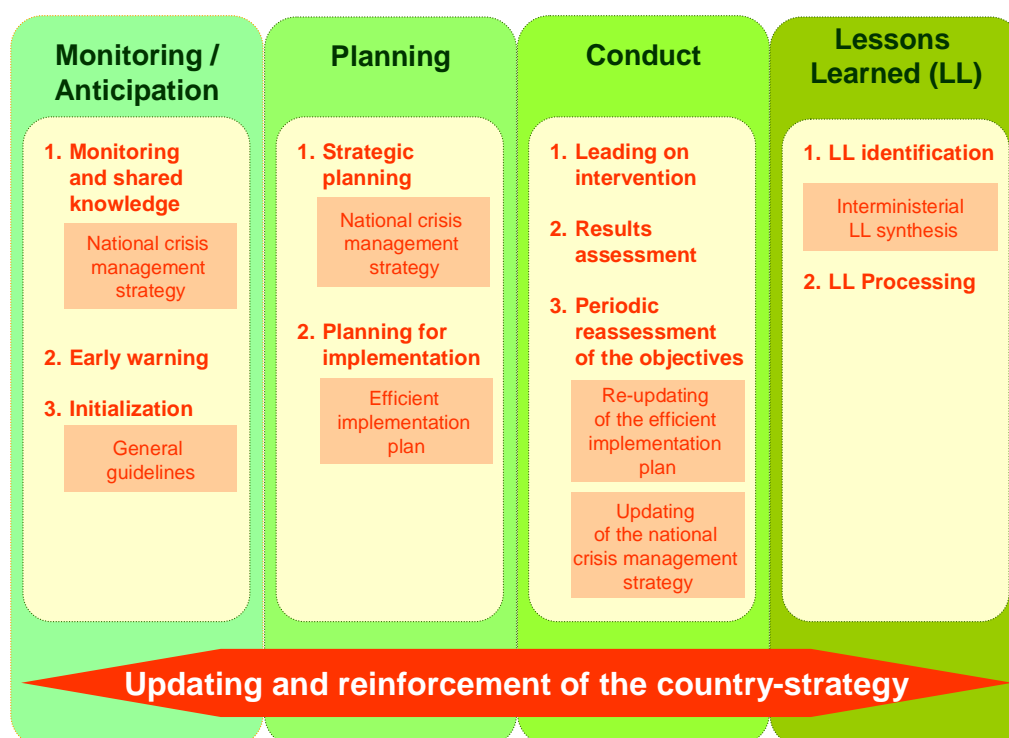 Monitoring /
Anticipation
1. Monitoring
and shared
knowledge
National crisis
management
strategy
2. Early warning
3. Initialization
General
guidelines
Planning
1. Strategic
planning
National crisis
management
strategy
2. Planning for
implementation
Efficient
implementation
plan
Conduct
1. Leading on
intervention
2. Results
assessment
3. Periodic
reassessment
of the objectives
Re-updating
of the efficient
implementation
plan
Updating
of the national
crisis management
strategy
Lessons
Learned (LL)
1. LL identification
Interministerial
LL synthesis
2. LL Processing
Updating and reinforcement of the country-strategy